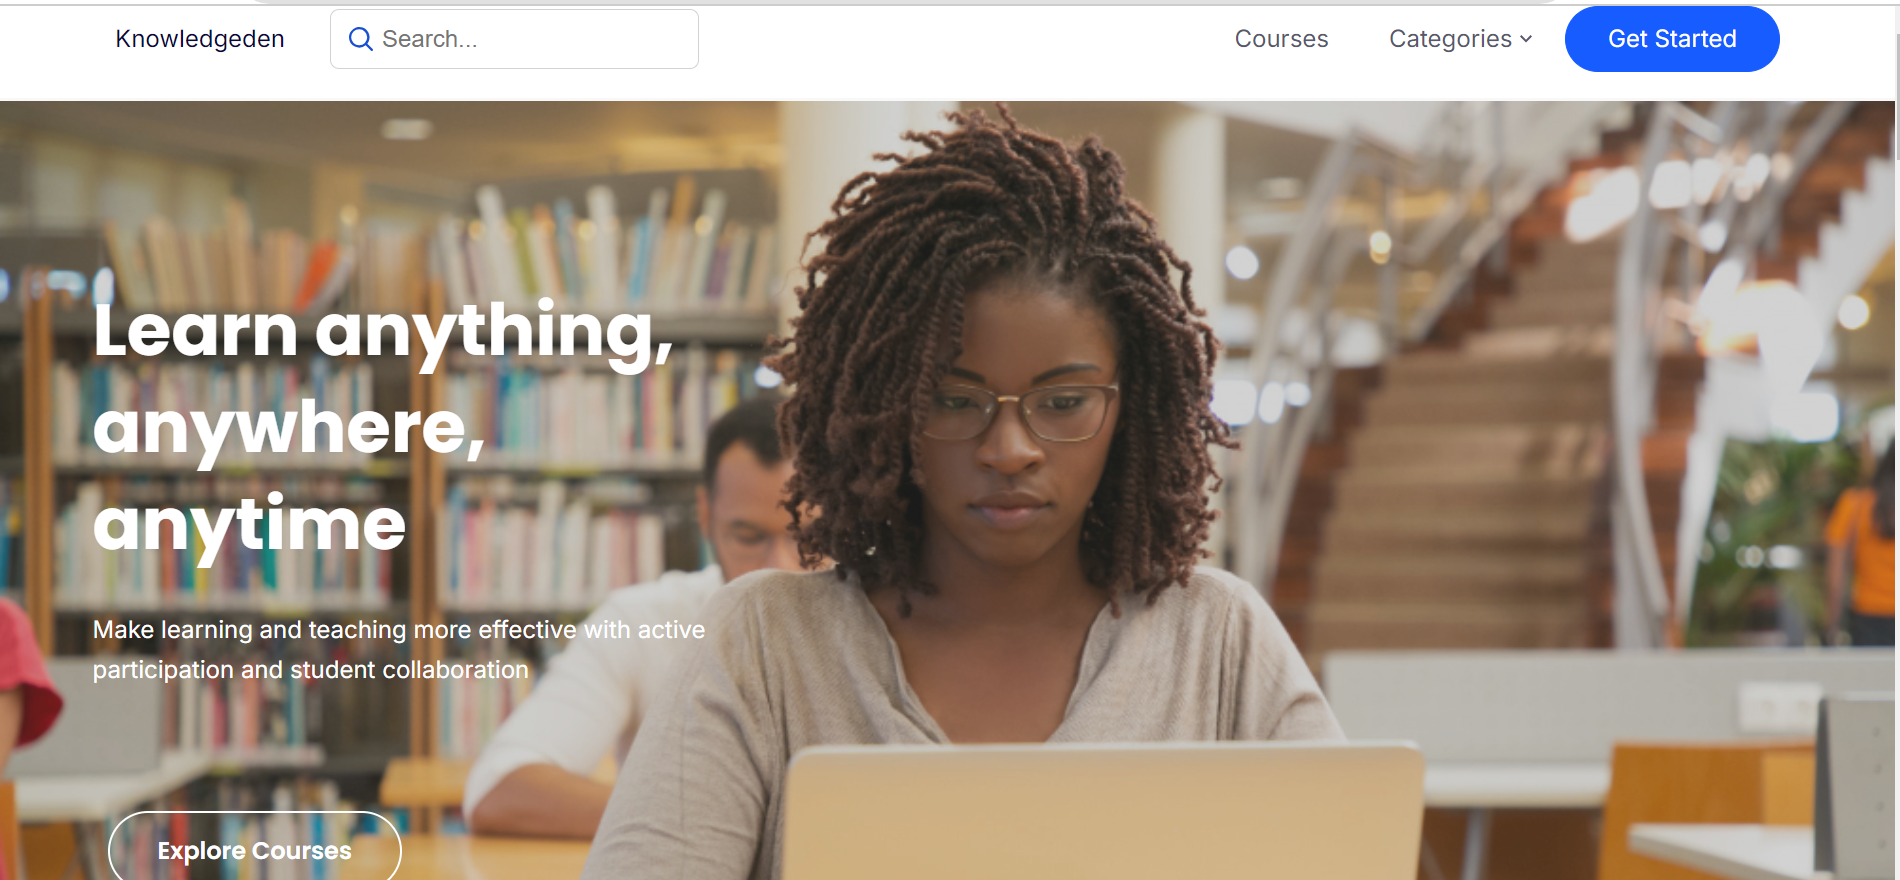 Knowledgeden
Search...
Courses
Categories
Get Started
Learn anything,
anywhere,
anytime
Make learning and teaching more effective with active
participation and student collaboration
Explore Courses